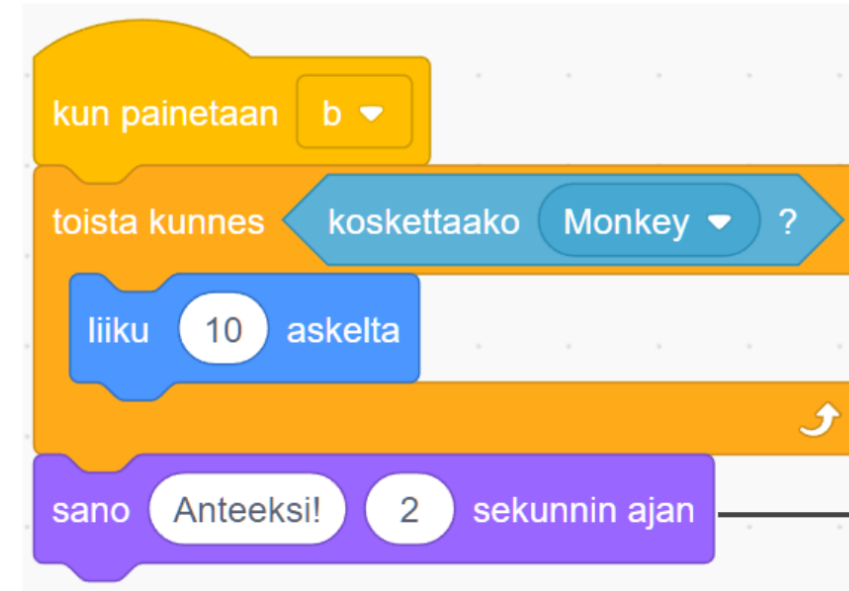 kun painetaan b
toista kunnes koskettaako Monkey ?
liiku 10 askelta
sano Anteeksi! 2 sekunnin ajan